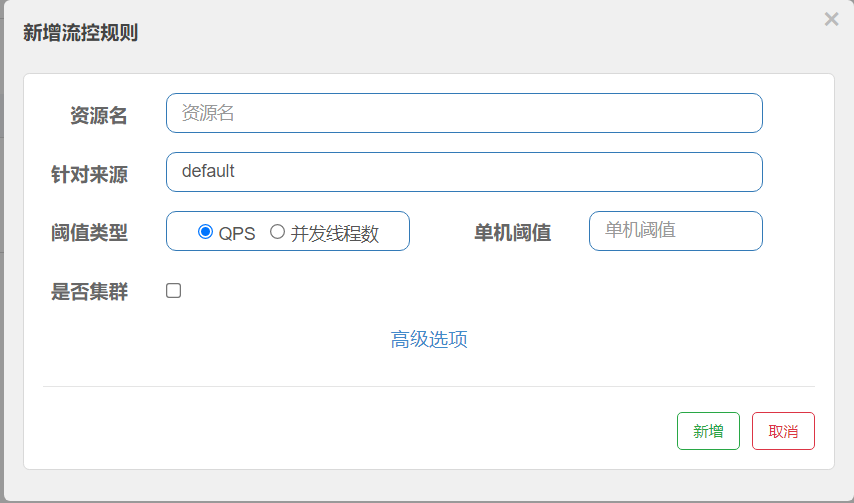 新增流控规则
×
资源名 资源名
针对来源 default
阈值类型 QPS 并发线程数 单机阈值 单机阈值
是否集群
高级选项
新增 取消